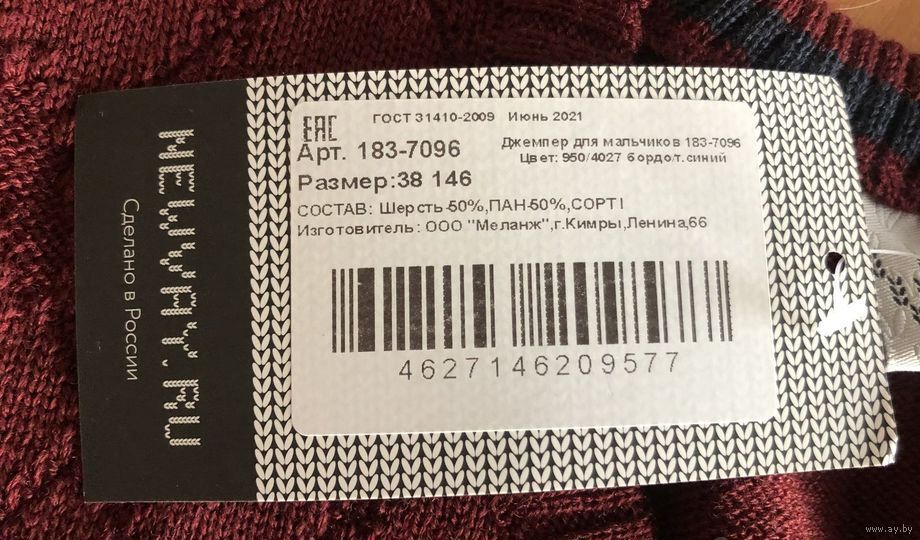 Сделано в России
ЕАС
ГОСТ 31410-2009 Июнь 2021
Арт. 183-7096
Джемпер для мальчиков 183-7096
Цвет: 950/4027 бордо/т.синий
Размер:38 146
СОСТАВ: Шерсть-50%,ПАН-50%,СОРТ I
Изготовитель: ООО "Меланж",г.Кимры,Ленина,66
4627146209577
www.ay.by